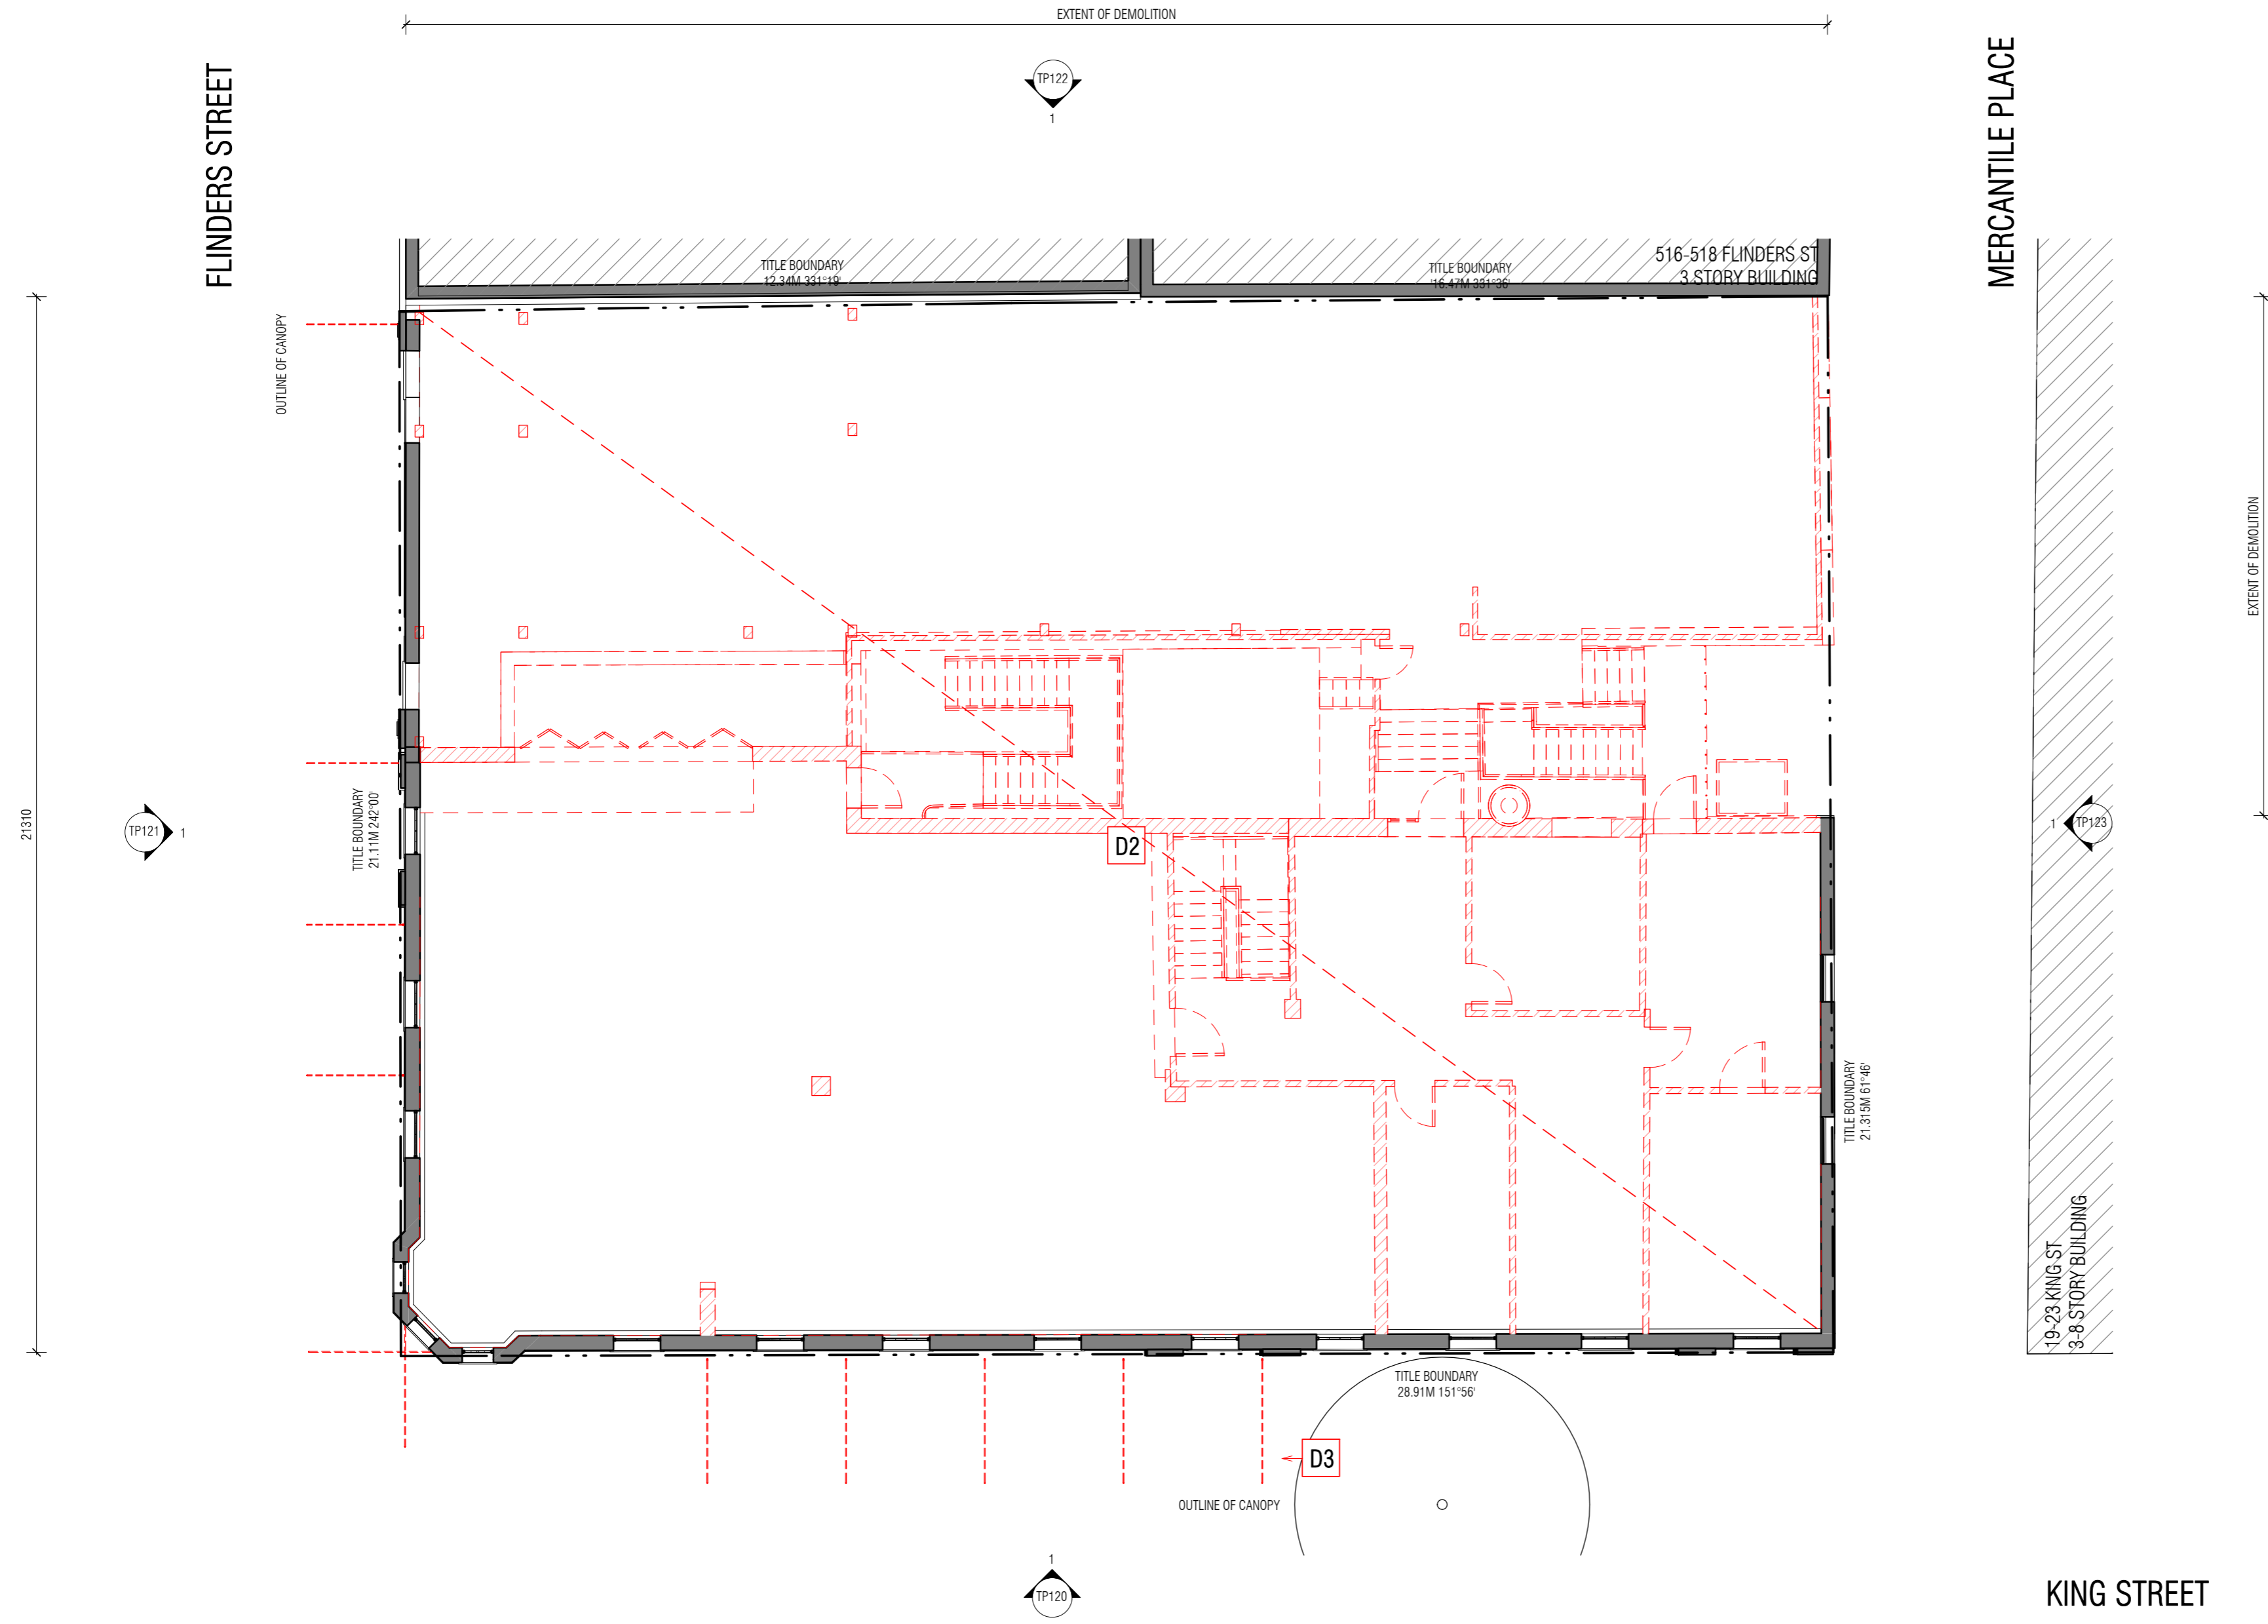 EXTENT OF DEMOLITION
FLINDERS STREET
TP122
1
MERCANTILE PLACE
TITLE BOUNDARY
12.34M 331°19'
TITLE BOUNDARY
16.47M 331°36'
516-518 FLINDERS ST
3 STORY BUILDING
OUTLINE OF CANOPY
EXTENT OF DEMOLITION
21310
TP121
1
TITLE BOUNDARY
21.11M 242°00'
D2
1
TP123
TITLE BOUNDARY
21.315M 61°46'
19-23 KING ST
3-8 STORY BUILDING
TITLE BOUNDARY
28.91M 151°56'
D3
OUTLINE OF CANOPY
1
TP120
KING STREET